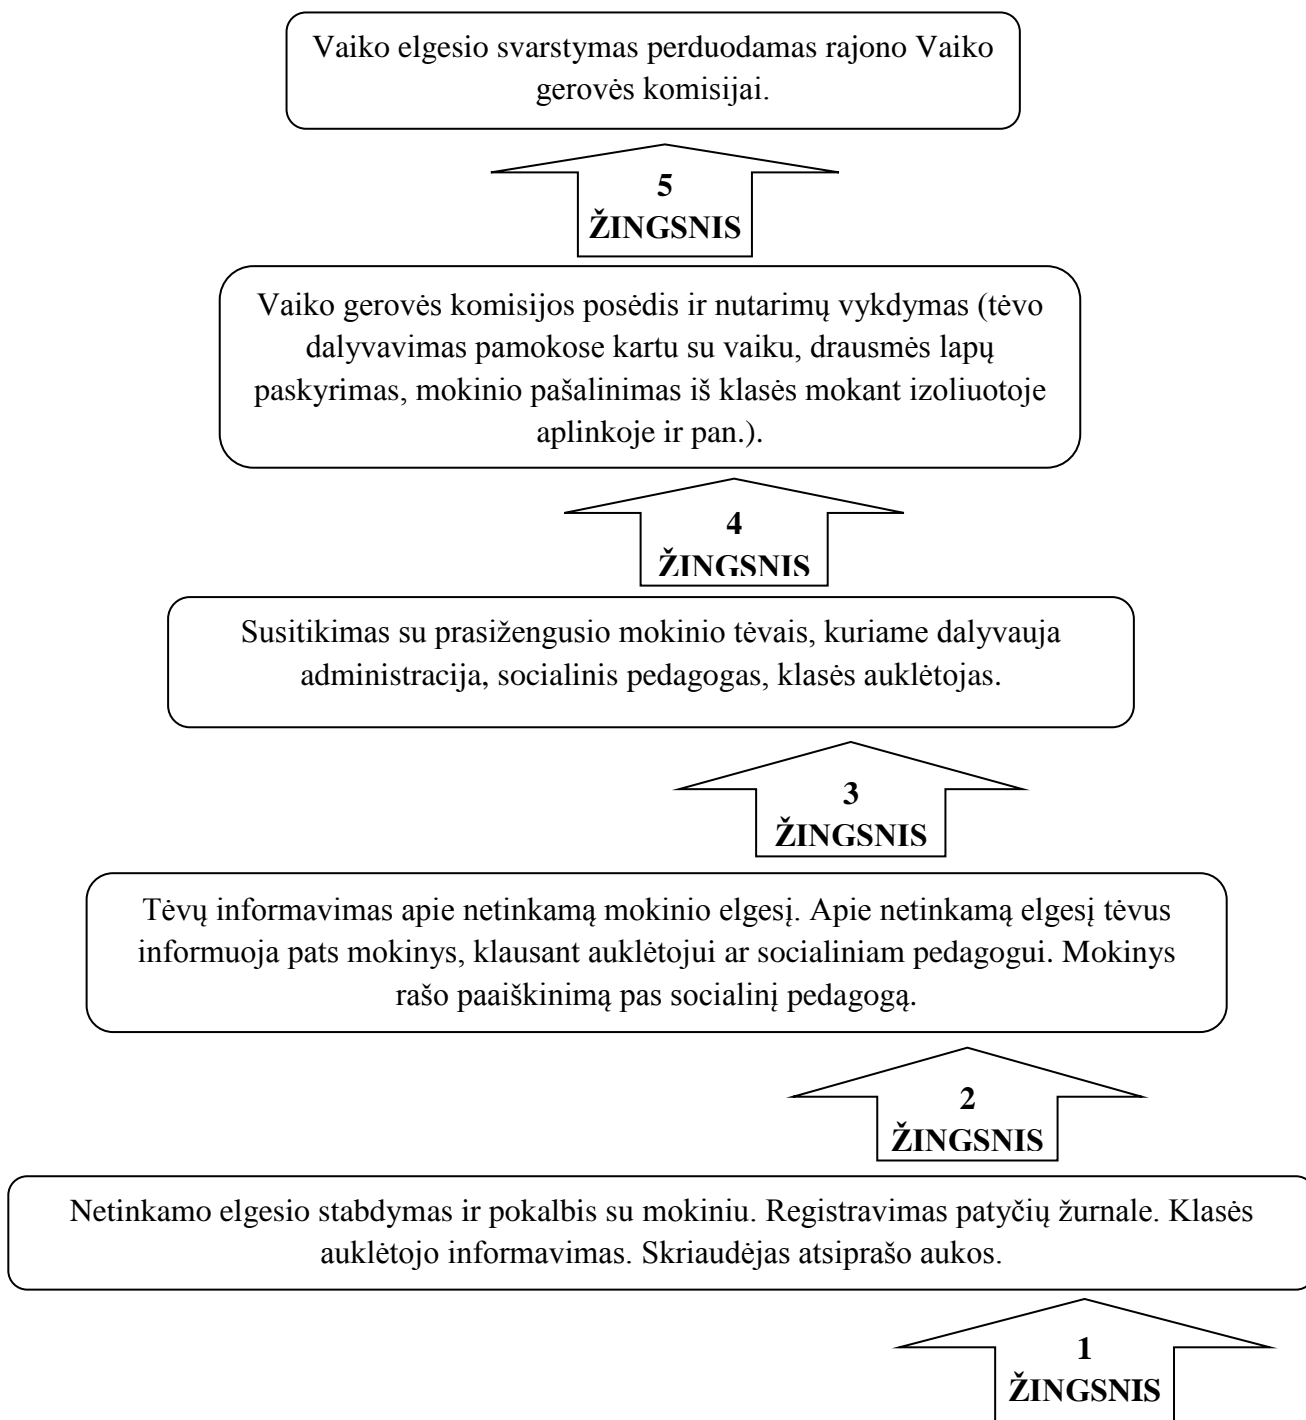 Vaiko elgesio svarstymas perduodamas rajono Vaiko
gerovės komisijai.
5
ŽINGSNIS
Vaiko gerovės komisijos posėdis ir nutarimų vykdymas (tėvo
dalyvavimas pamokose kartu su vaiku, drausmės lapų
paskyrimas, mokinio pašalinimas iš klasės mokant izoliuotoje
aplinkoje ir pan.).
4
ŽINGSNIS
Susitikimas su prasižengusio mokinio tėvais, kuriame dalyvauja
administracija, socialinis pedagogas, klasės auklėtojas.
3
ŽINGSNIS
Tėvų informavimas apie netinkamą mokinio elgesį. Apie netinkamą elgesį tėvus
informuoja pats mokinys, klausant auklėtojui ar socialiniam pedagogui. Mokinys
rašo paaiškinimą pas socialinį pedagogą.
2
ŽINGSNIS
Netinkamo elgesio stabdymas ir pokalbis su mokiniu. Registravimas patyčių žurnale. Klasės
auklėtojo informavimas. Skriaudėjas atsiprašo aukos.
1
ŽINGSNIS